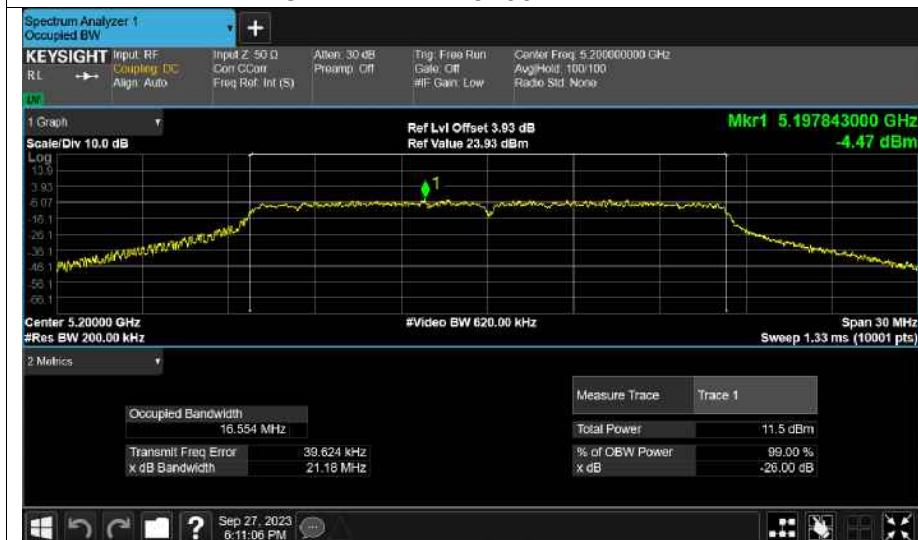 Spectrum Analyzer 1
Occupied BW
+
KEYSIGHT
RL
Input: RF
Coupling: DC
Align: Auto
Input Z: 50 Ω
Corr CCorr
Freq Ref: Int (S)
Atten: 30 dB
Preamp: Off
Trig: Free Run
Gate: Off
#IF Gain: Low
Center Freq: 5.200000000 GHz
Avg|Hold: 100/100
Radio Std: None
1 Graph
Scale/Div 10.0 dB
Ref Lvl Offset 3.93 dB
Ref Value 23.93 dBm
Mkr1 5.197843000 GHz
-4.47 dBm
Log
13.9
3.93
-6.07
-16.1
-26.1
-36.1
-46.1
-56.1
-66.1
1
Center 5.20000 GHz
#Res BW 200.00 kHz
#Video BW 620.00 kHz
Span 30 MHz
Sweep 1.33 ms (10001 pts)
2 Metrics
Measure Trace Trace 1
Occupied Bandwidth
16.554 MHz
Total Power 11.5 dBm
Transmit Freq Error 39.624 kHz
% of OBW Power 99.00 %
x dB Bandwidth 21.18 MHz
x dB -26.00 dB
?
Sep 27, 2023
6:11:06 PM